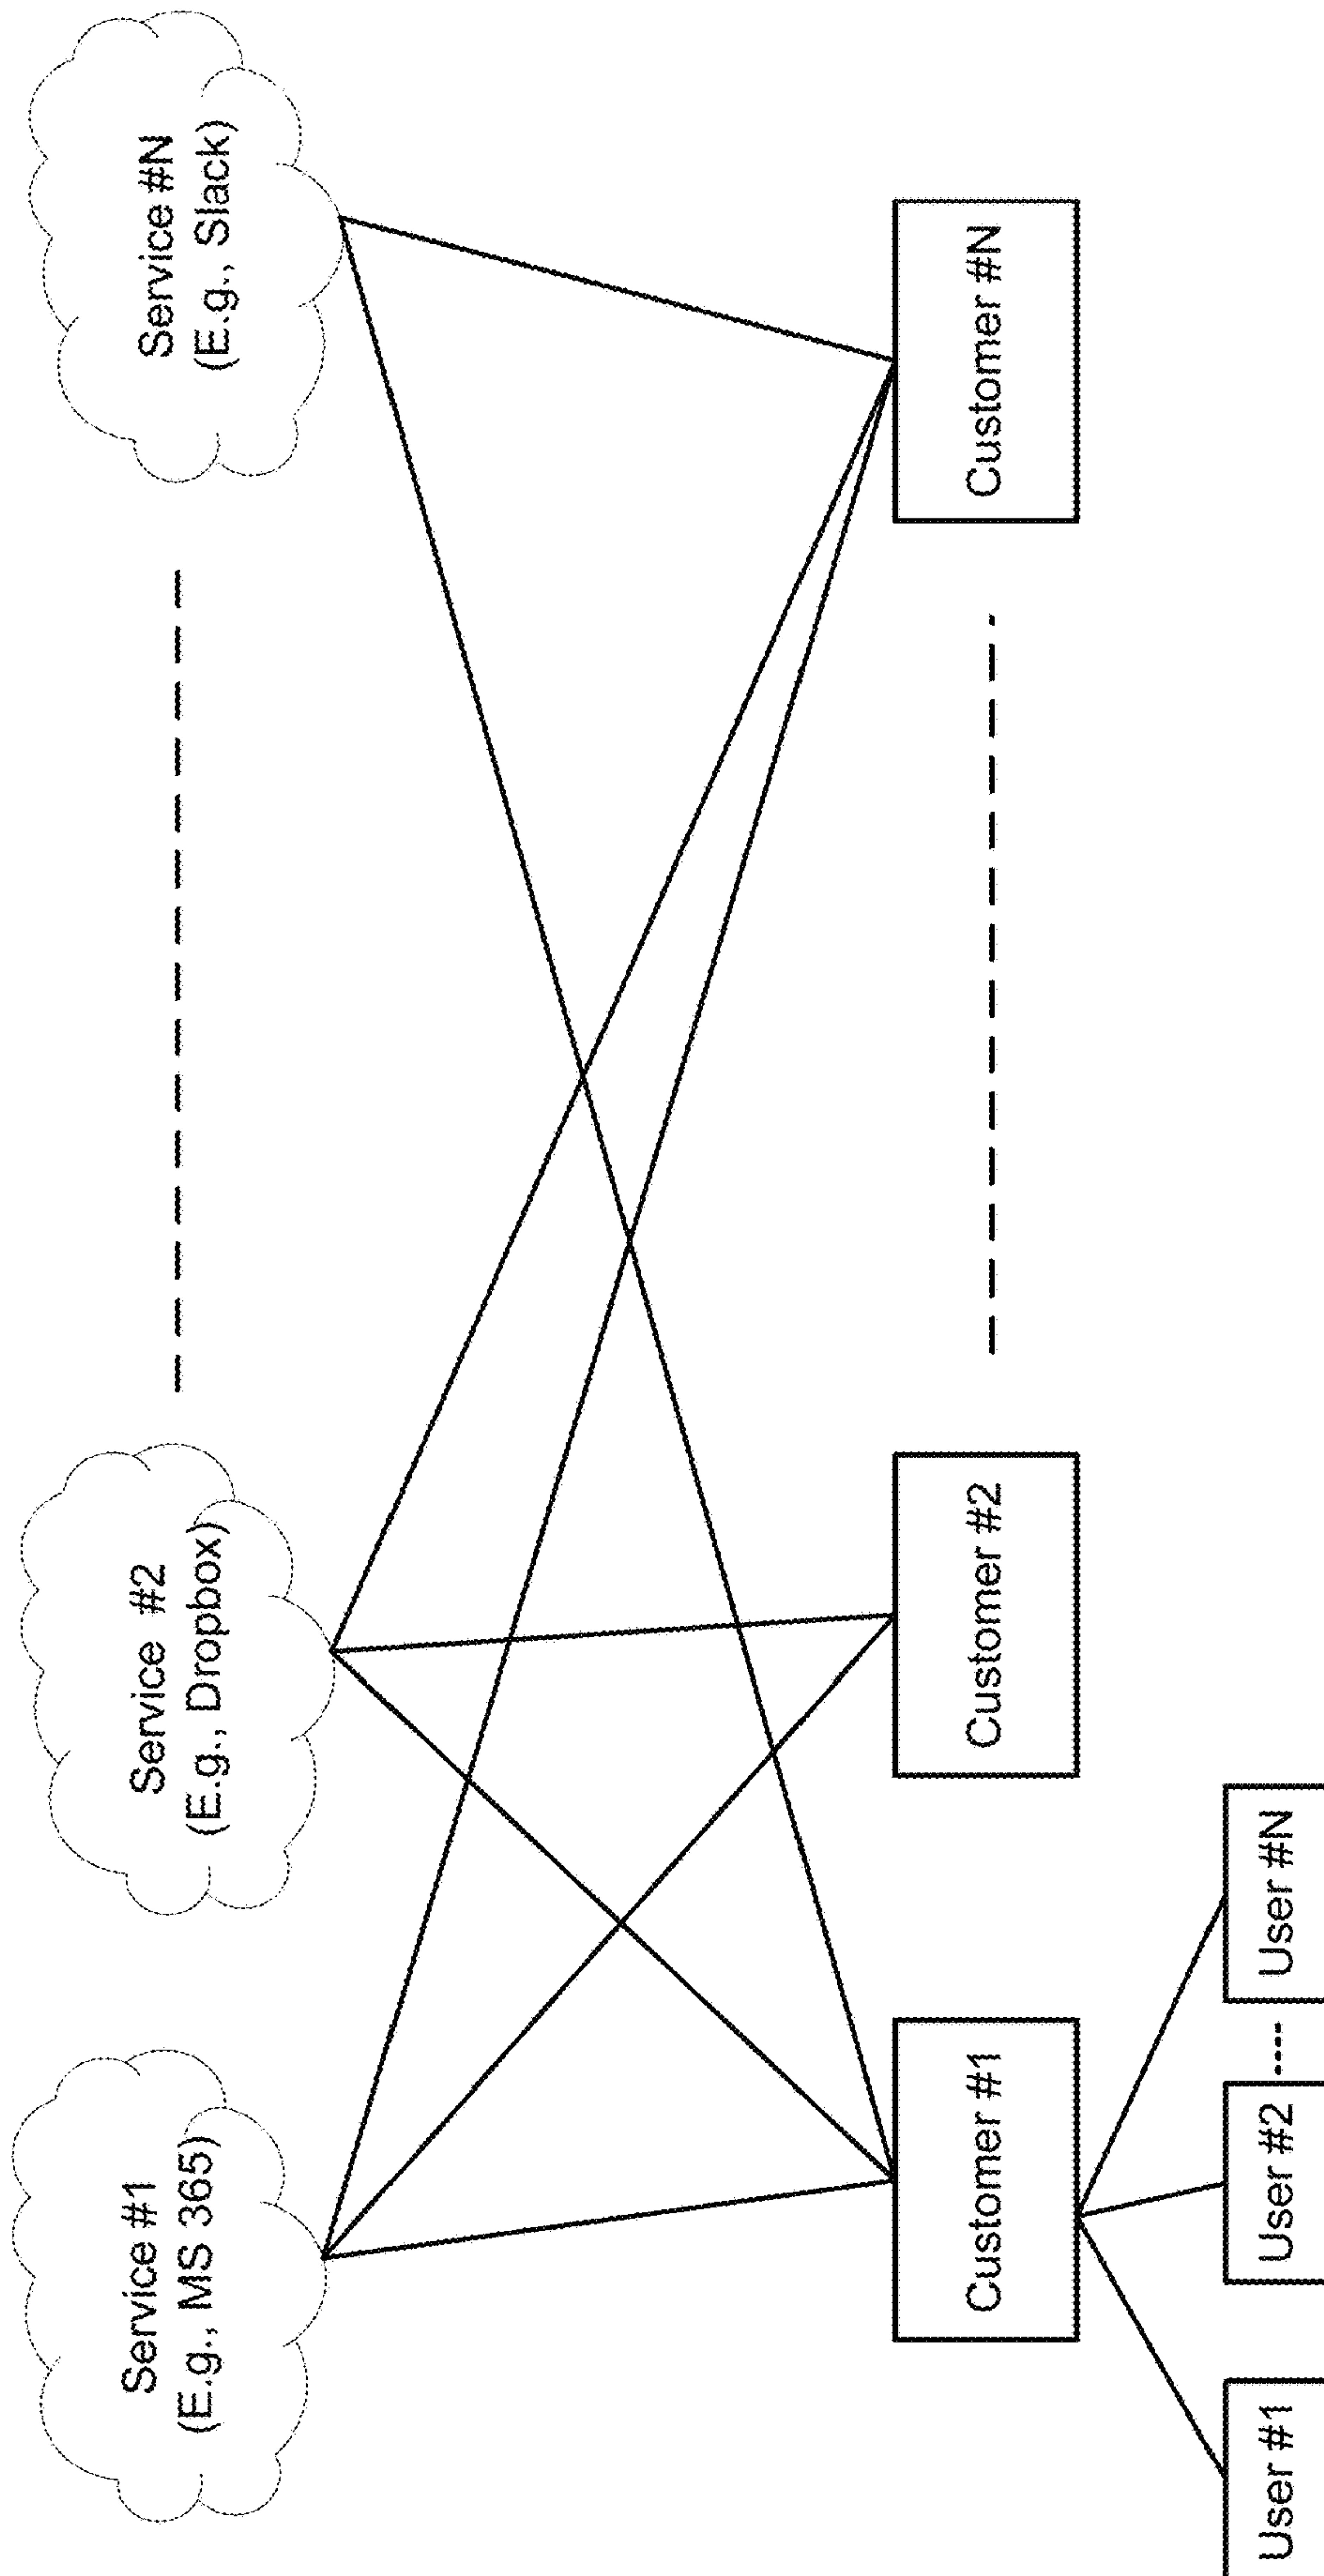 Service #1
(E.g., MS 365)
Service #2
(E.g., Dropbox)
Service #N
(E.g., Slack)
Customer #1
Customer #2
Customer #N
User #1
User #2
User #N